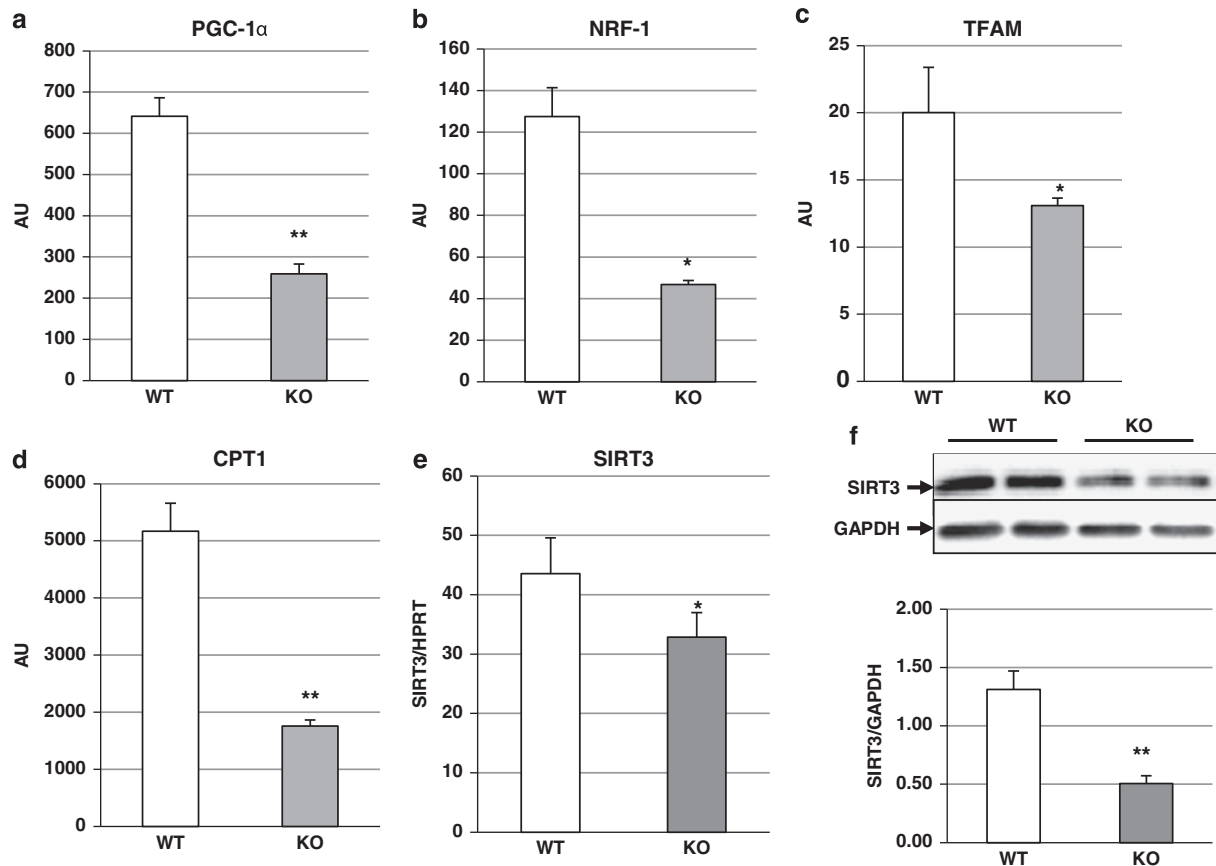 a
PGC-1α
800
700
600
500
400
300
200
100
0
AU
**
WT KO
b
NRF-1
160
140
120
100
80
60
40
20
0
AU
*
WT KO
c
TFAM
25
20
15
10
5
0
AU
*
WT KO
d
CPT1
6000
5000
4000
3000
2000
1000
0
AU
**
WT KO
e
SIRT3
60
50
40
30
20
10
0
SIRT3/HPRT
*
WT KO
f
WT KO
SIRT3
GAPDH
2.00
1.50
1.00
0.50
0.00
SIRT3/GAPDH
**
WT KO